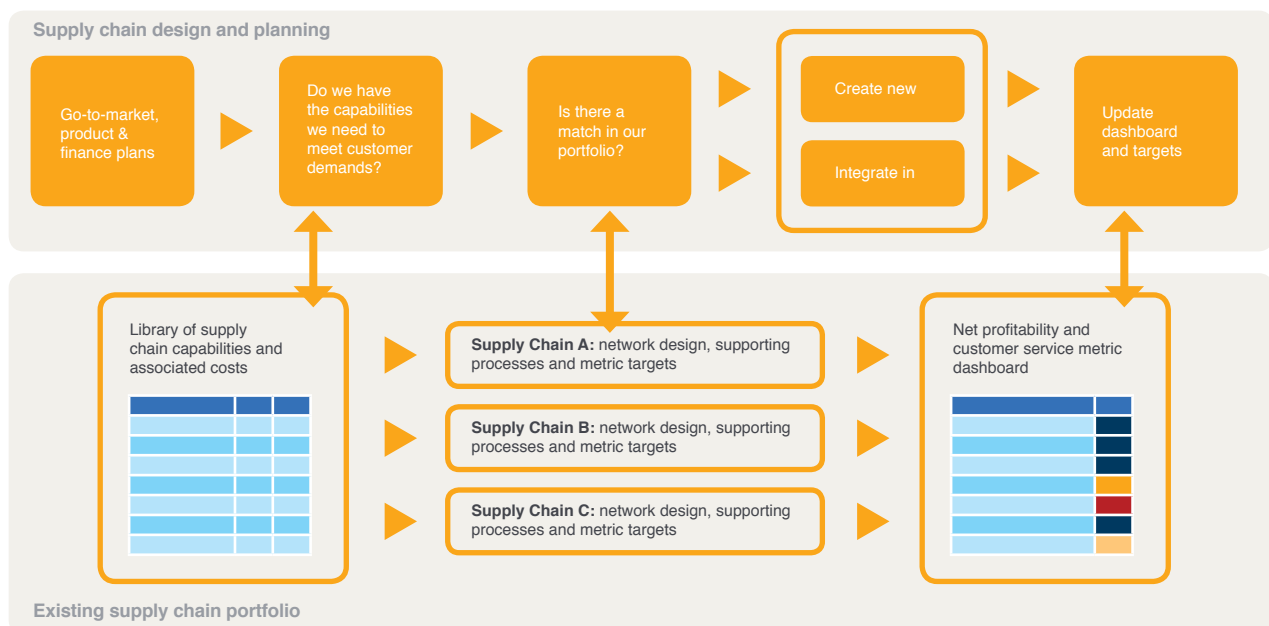 Supply chain design and planning
Go-to-market,
product &
finance plans
Do we have
the capabilities
we need to
meet customer
demands?
Is there a
match in our
portfolio?
Create new
Integrate in
Update
dashboard
and targets
Library of supply
chain capabilities and
associated costs
Supply Chain A: network design, supporting
processes and metric targets
Supply Chain B: network design, supporting
processes and metric targets
Supply Chain C: network design, supporting
processes and metric targets
Net profitability and
customer service metric
dashboard
Existing supply chain portfolio